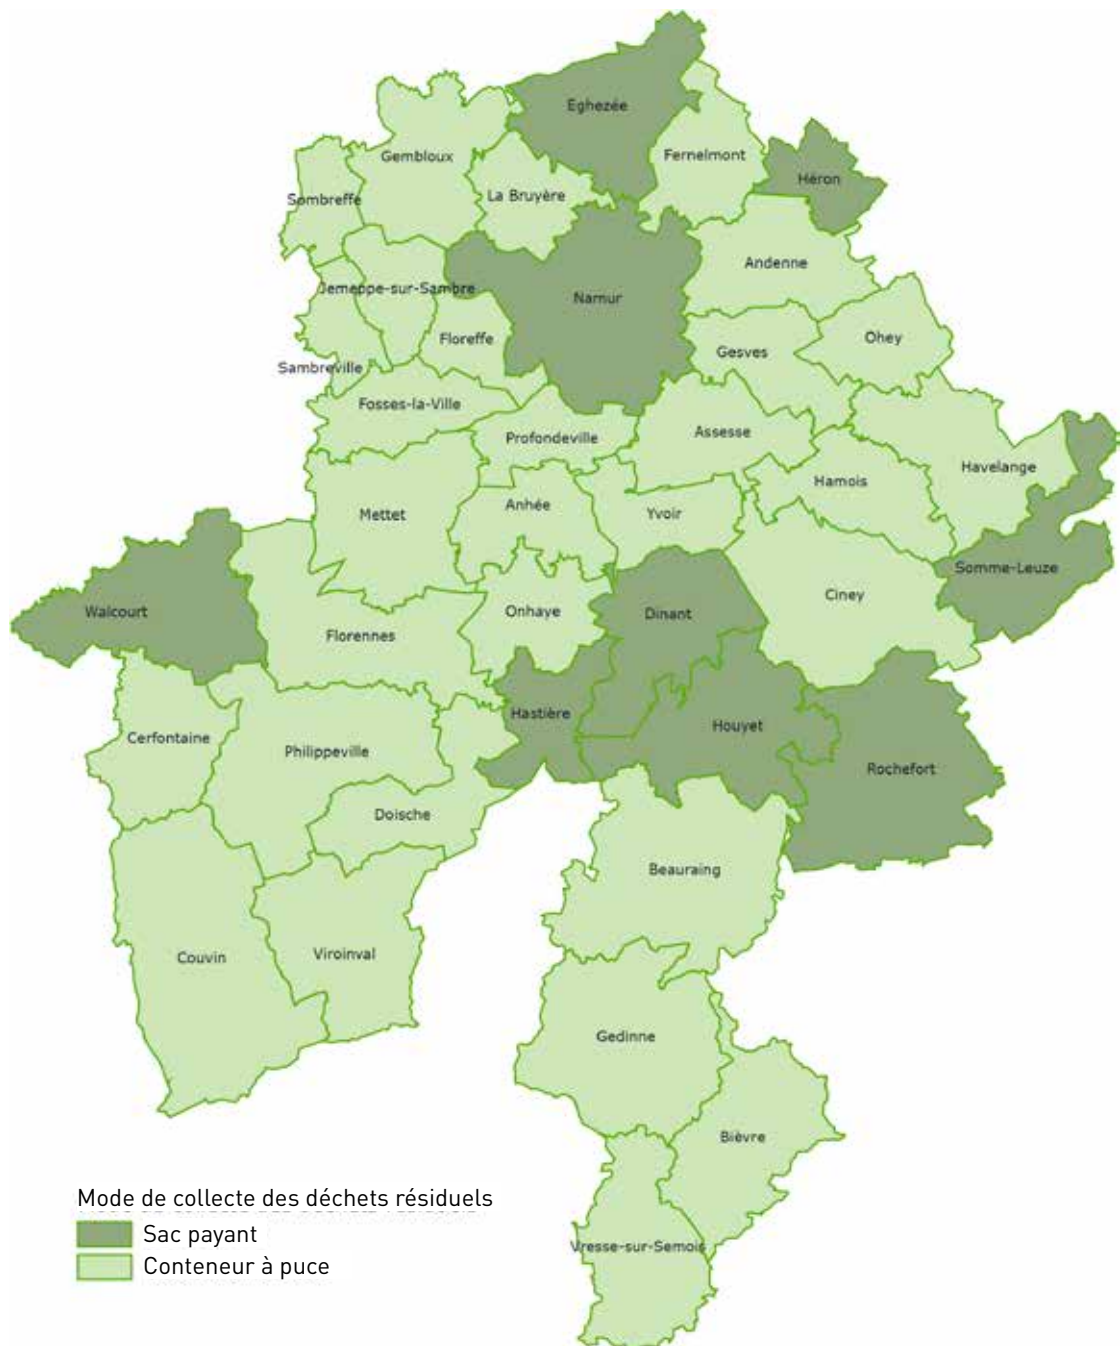 Eghezée
Gembloux
Fernelmont
Héron
Sombreffe
La Bruyère
Andenne
Jemeppe-sur-Sambre
Namur
Floreffe
Gesves
Ohey
Sambreville
Fosses-la-Ville
Profondeville
Assesse
Havelange
Hamois
Mettet
Anhée
Yvoir
Somme-Leuze
Ciney
Walcourt
Onhaye
Dinant
Florennes
Hastière
Houyet
Cerfontaine
Philippeville
Rochefort
Doische
Beauraing
Couvin
Viroinval
Gedinne
Bièvre
Vresse-sur-Semois
Mode de collecte des déchets résiduels
Sac payant
Conteneur à puce